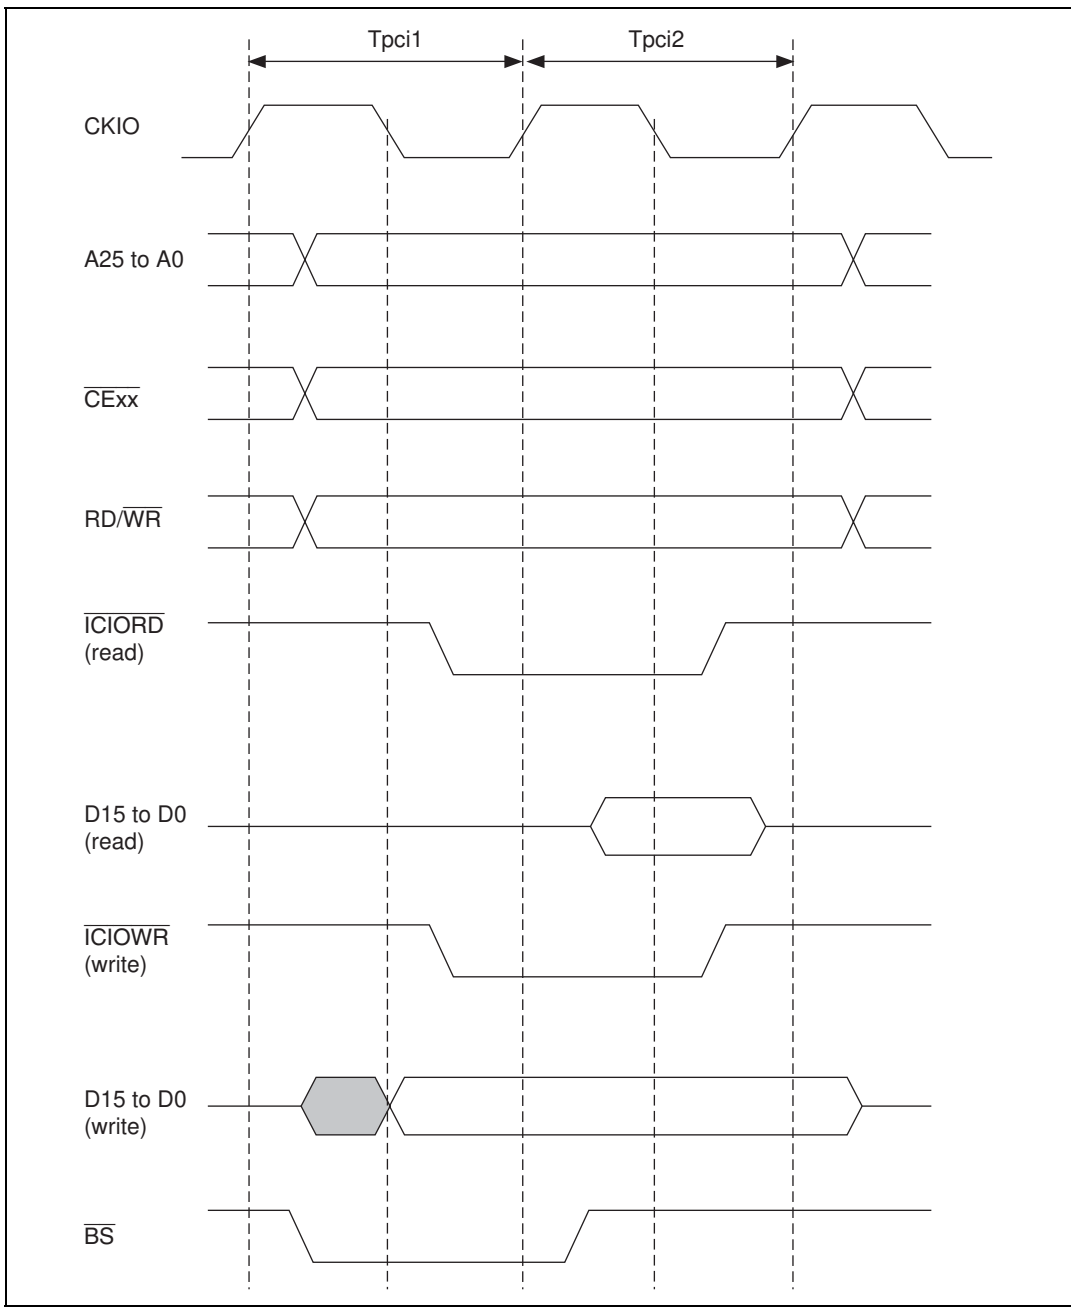 Tpci1 Tpci2
CKIO
A25 to A0
CExx
RD/WR
ICIORD
(read)
D15 to D0
(read)
ICIOWR
(write)
D15 to D0
(write)
BS